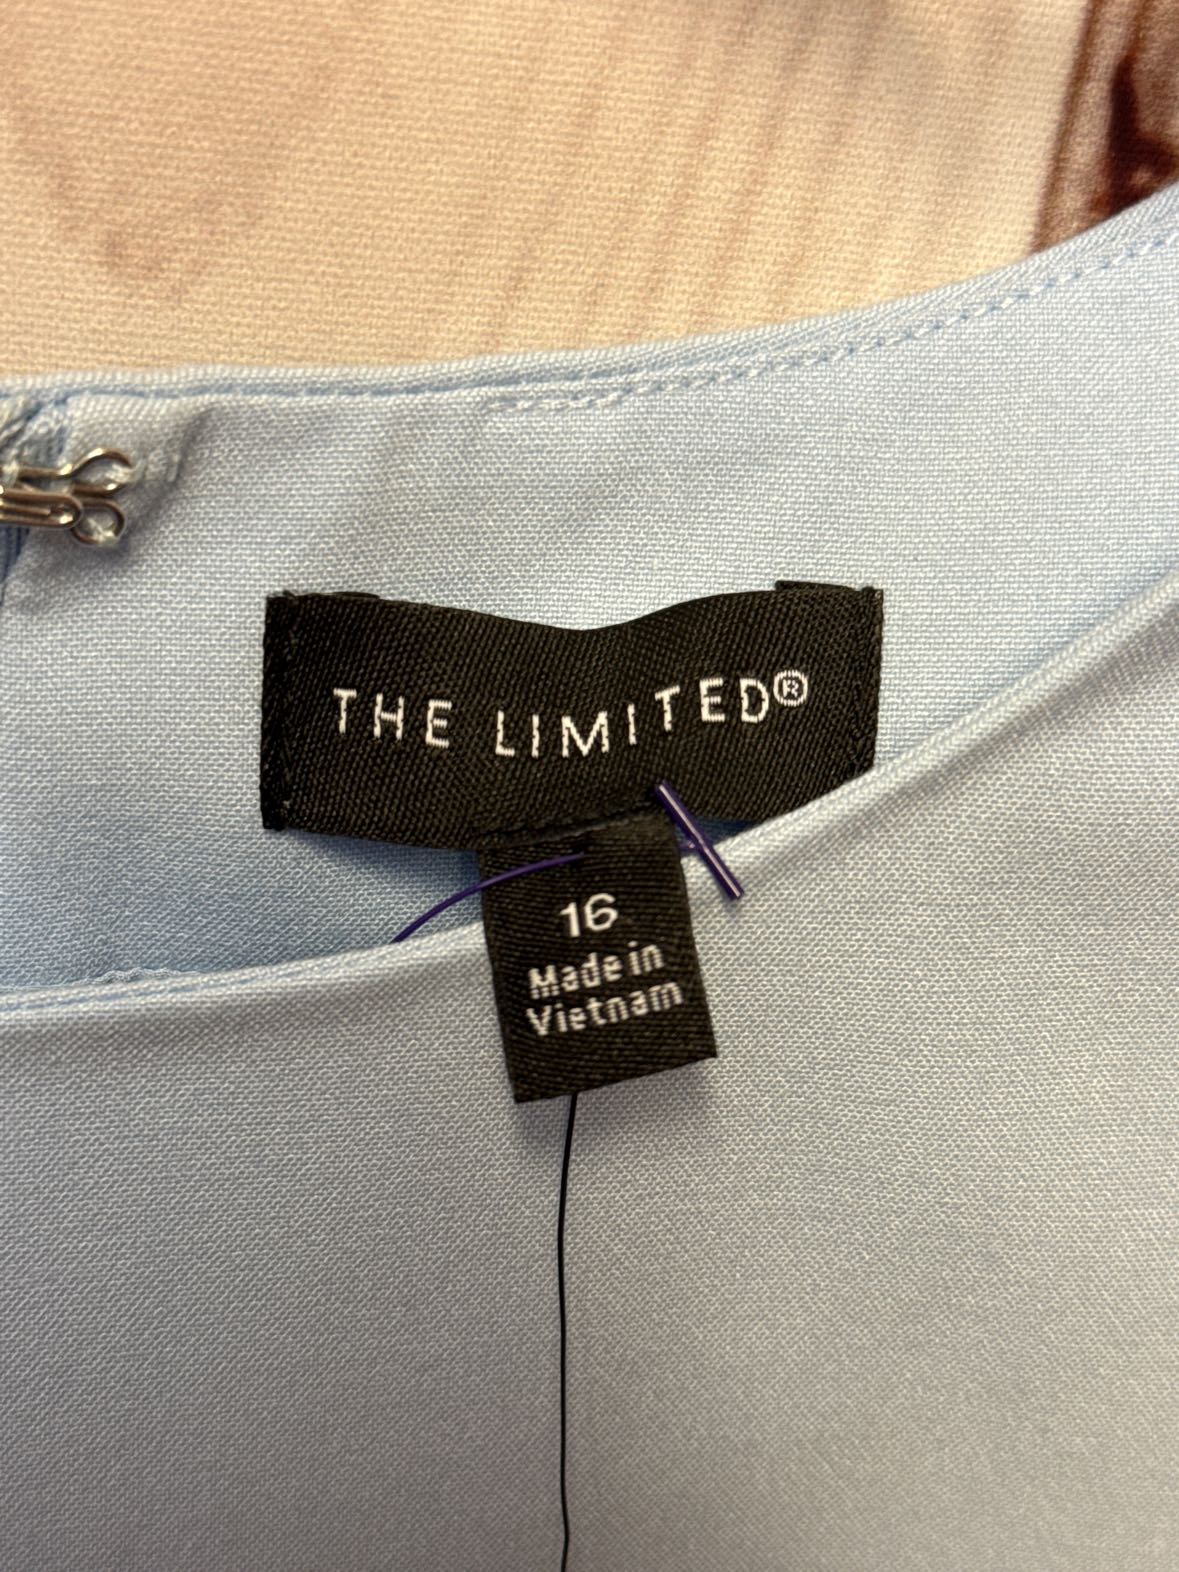 THE LIMITED®
16
Made in
Vietnam